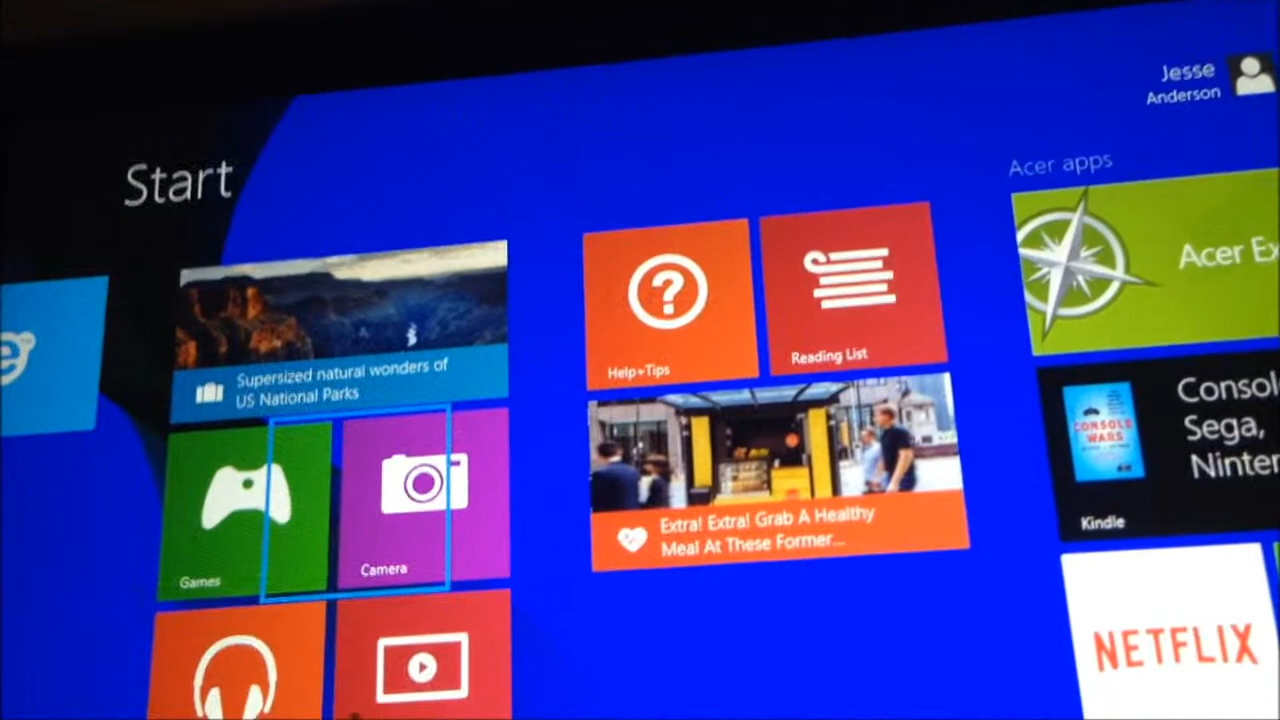 Jesse
Anderson
Start
Acer apps
Supersized natural wonders of
US National Parks
Help+Tips
Reading List
Acer Ex
Games
Camera
Extra! Extra! Grab A Healthy
Meal At These Former...
CONSOLE
WARS
Consol
Sega,
Ninten
Kindle
NETFLIX